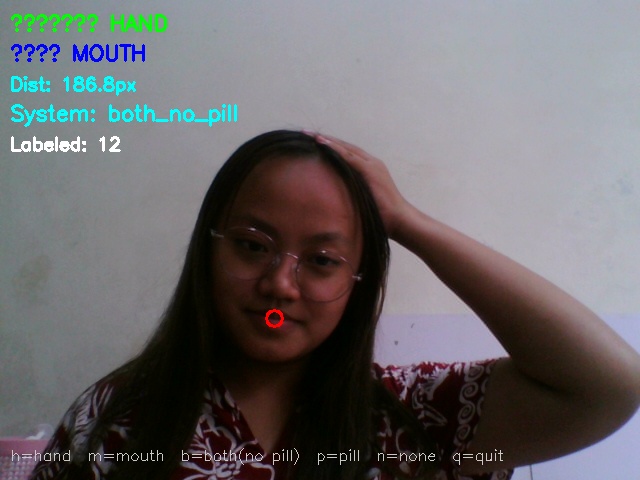 ??????? HAND
???? MOUTH
Dist: 186.8px
System: both_no_pill
Labeled: 12
h=hand m=mouth b=both(no pill) p=pill n=none q=quit